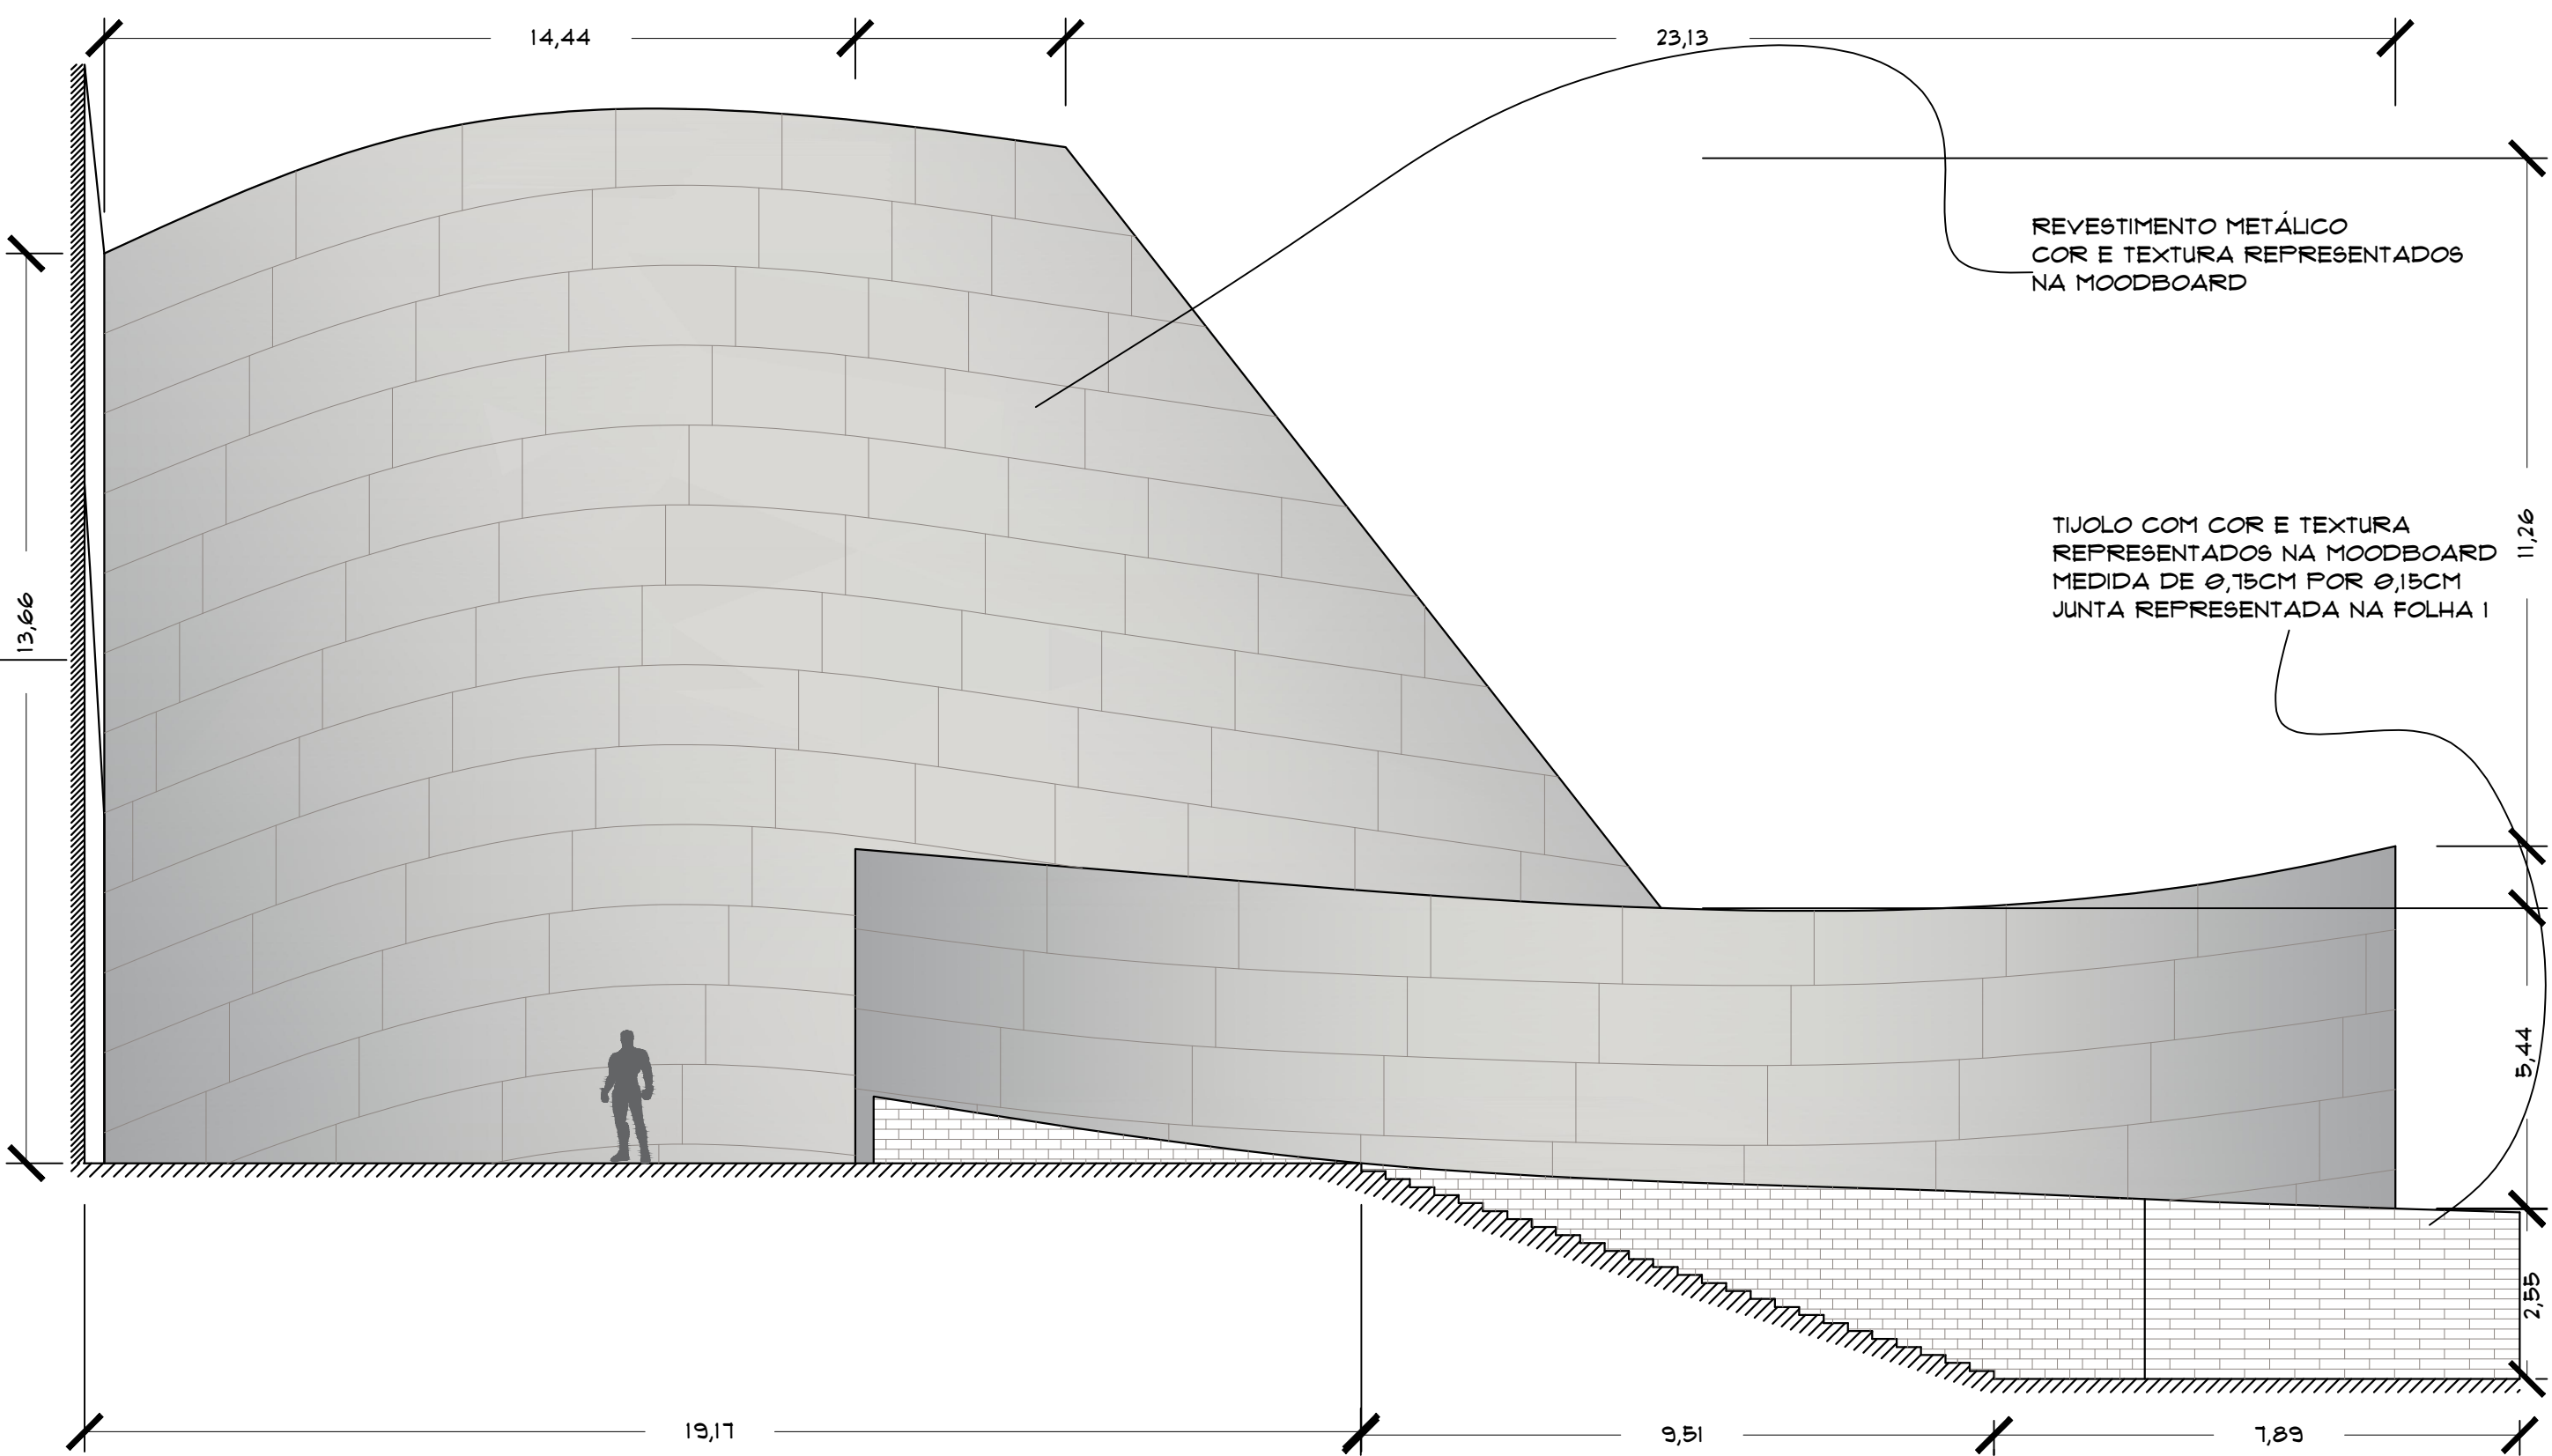 14,44
23,13
REVESTIMENTO METÁLICO
COR E TEXTURA REPRESENTADOS
NA MOODBOARD
TIJOLO COM COR E TEXTURA
REPRESENTADOS NA MOODBOARD
MEDIDA DE 0,75CM POR 0,15CM
JUNTA REPRESENTADA NA FOLHA 1
11,26
13,66
5,44
2,55
19,17
9,51
7,89